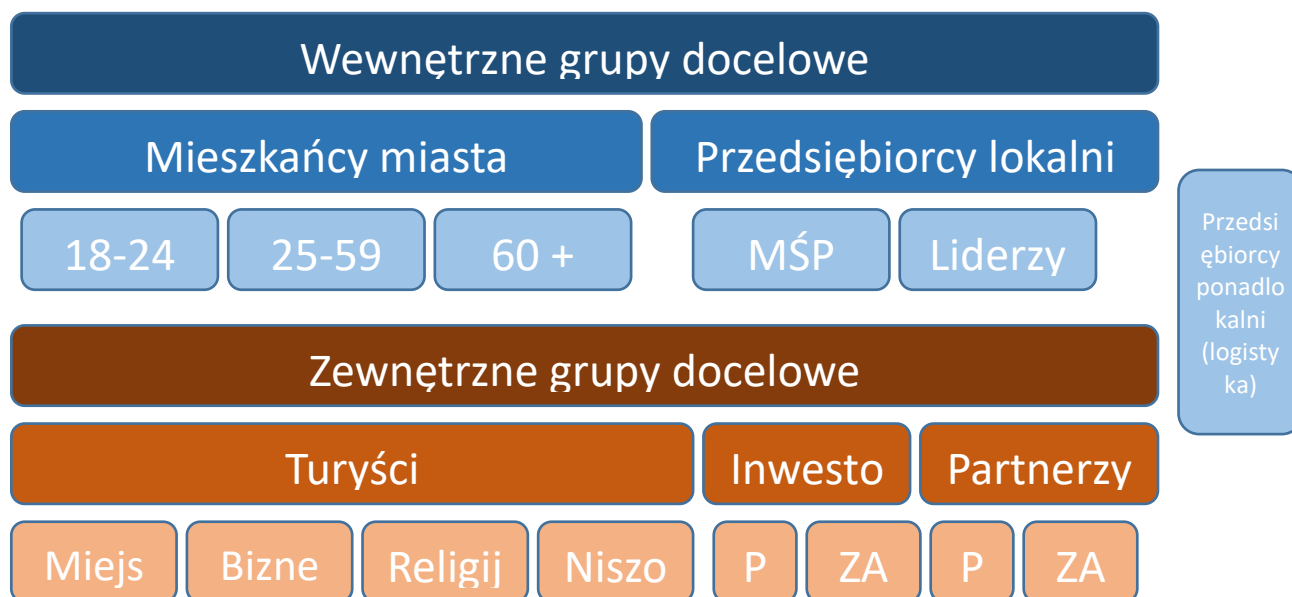 Wewnętrzne grupy docelowe
Mieszkańcy miasta
Przedsiębiorcy lokalni
18-24
25-59
60 +
MŚP
Liderzy
Przedsi
ębiorcy
ponadlo
kalni
(logisty
ka)
Zewnętrzne grupy docelowe
Turyści
Inwesto
Partnerzy
Miejs
Bizne
Religij
Niszo
P
ZA
P
ZA